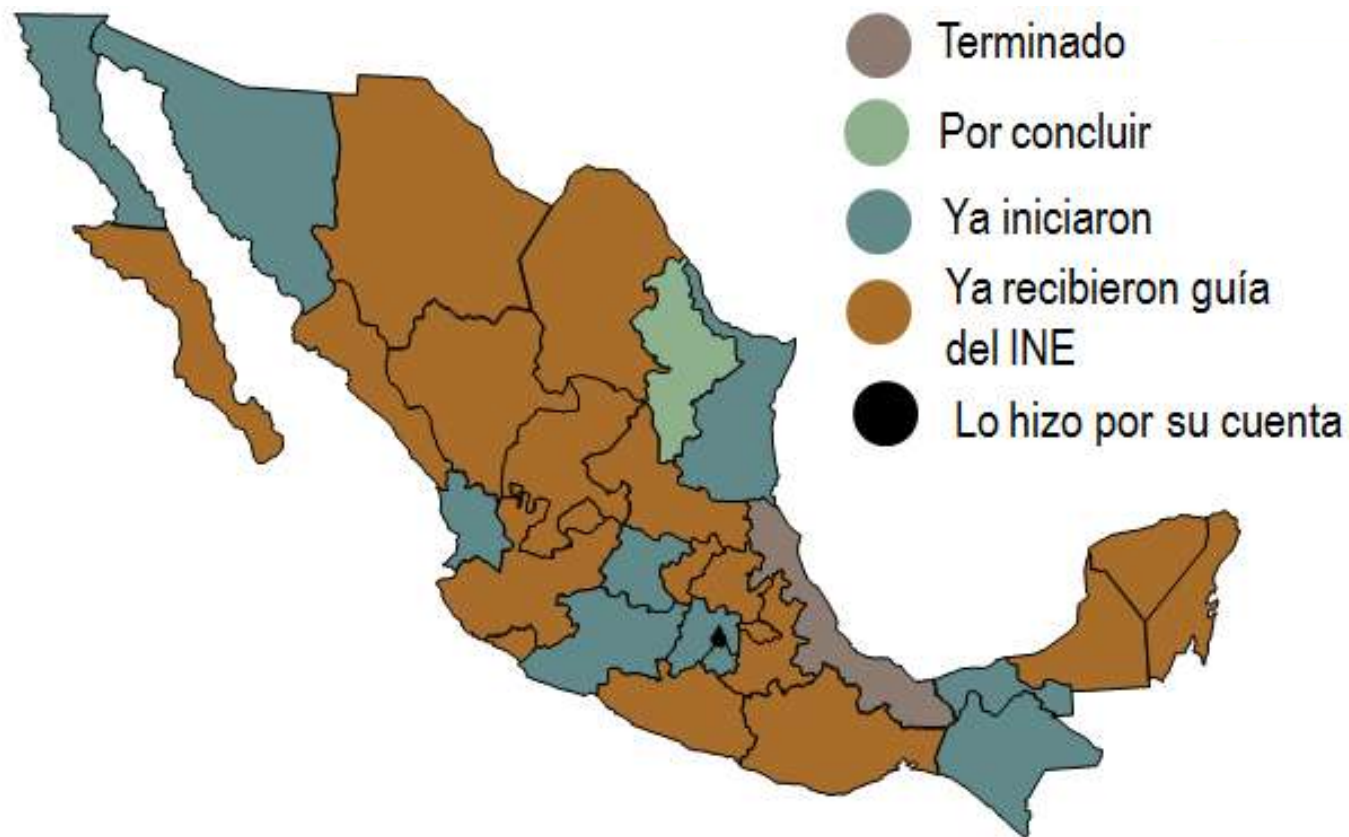 Terminado
Por concluir
Ya iniciaron
Ya recibieron guía
del INE
Lo hizo por su cuenta